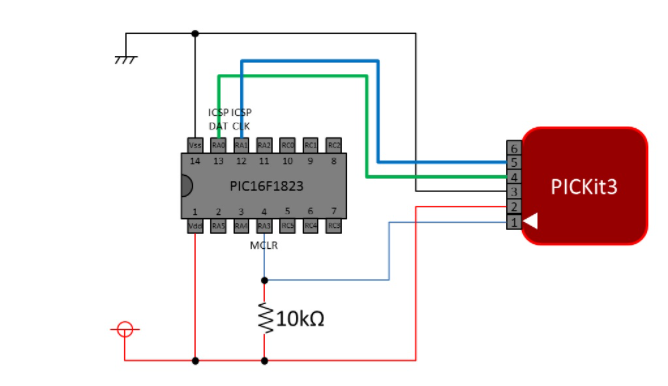 ICSP ICSP
DAT CLK
Vss RA0 RA1 RA2 RC0 RC1 RC2
14 13 12 11 10 9 8
PIC16F1823
1 2 3 4 5 6 7
Vdd RA5 RA4 RA3 RC5 RC4 RC3
MCLR
10kΩ
6
5
4
3
2
1
PICKit3